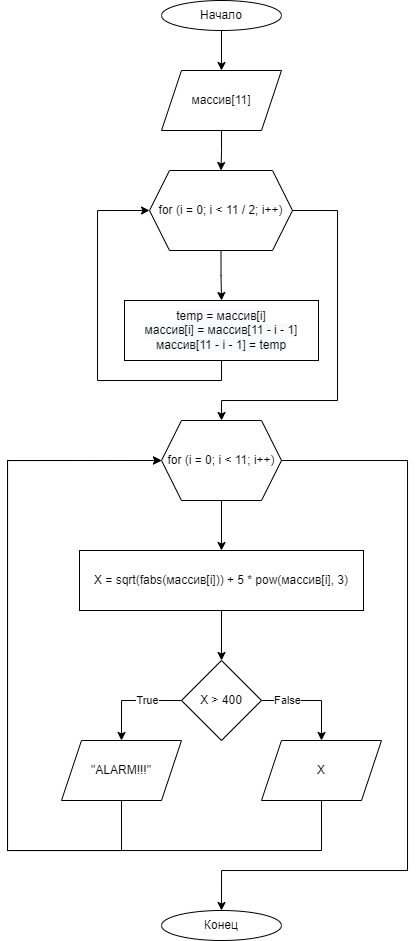 Начало
массив[11]
for (i = 0; i < 11 / 2; i++)
temp = массив[i]
массив[i] = массив[11 - i - 1]
массив[11 - i - 1] = temp
for (i = 0; i < 11; i++)
X = sqrt(fabs(массив[i])) + 5 * pow(массив[i], 3)
X > 400
True
False
"ALARM!!!"
X
Конец